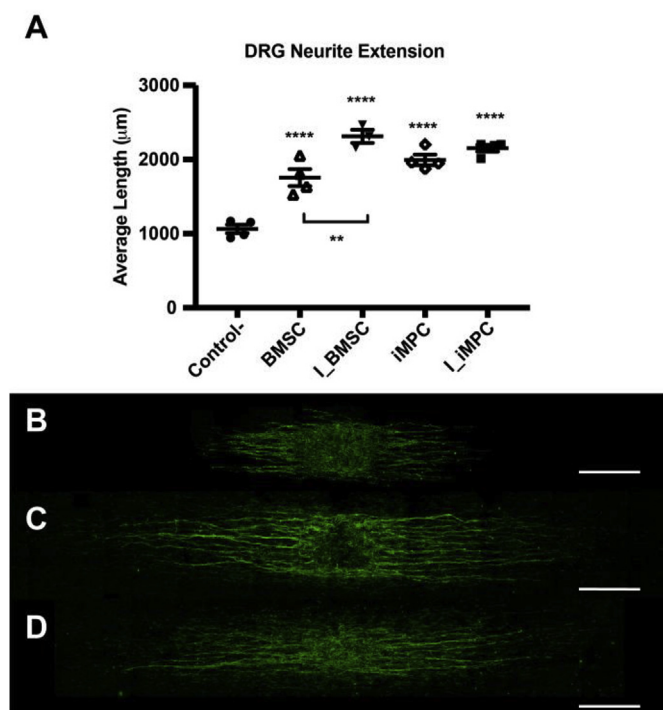 A
DRG Neurite Extension
Average Length (μm)
3000
2000
1000
0
****
****
****
****
**
Control-
BMSC
I_BMSC
iMPC
I_iMPC
B
C
D